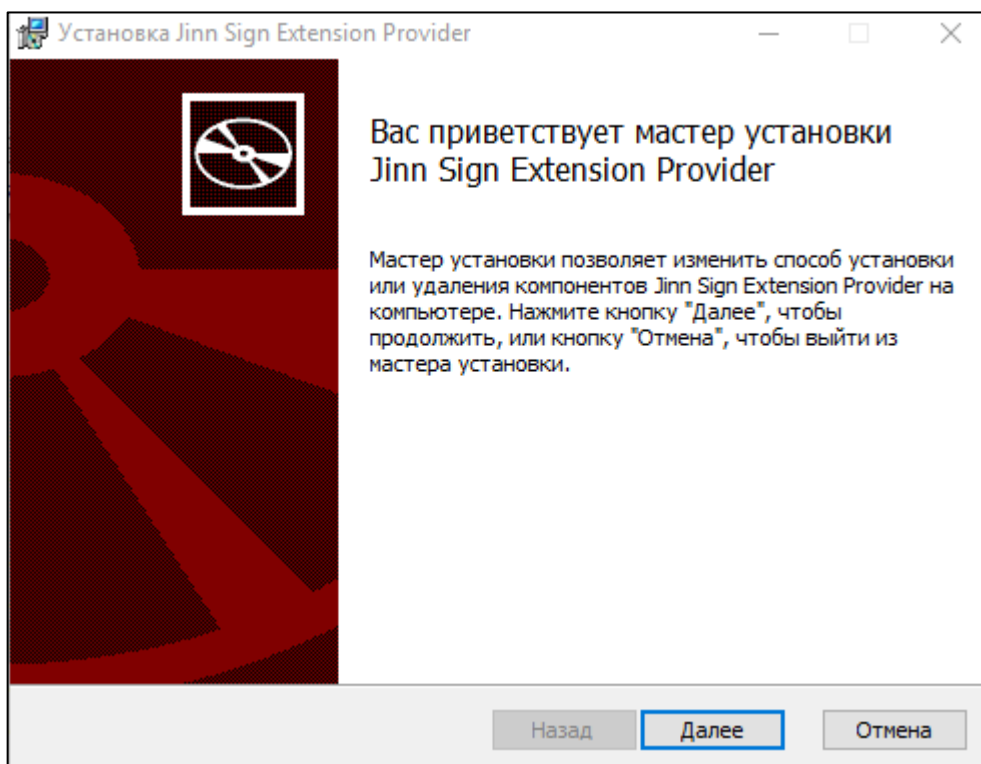 Установка Jinn Sign Extension Provider
Вас приветствует мастер установки
Jinn Sign Extension Provider
Мастер установки позволяет изменить способ установки
или удаления компонентов Jinn Sign Extension Provider на
компьютере. Нажмите кнопку "Далее", чтобы
продолжить, или кнопку "Отмена", чтобы выйти из
мастера установки.
Назад
Далее
Отмена